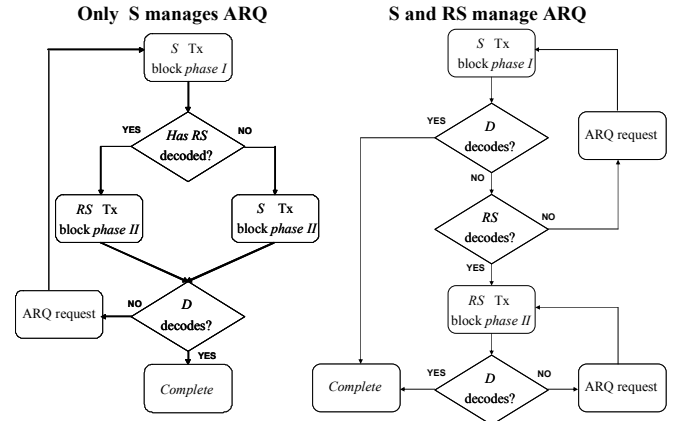 Only S manages ARQ
S Tx
block phase I
Has RS
decoded?
YES
NO
RS Tx
block phase II
S Tx
block phase II
D
decodes?
NO
ARQ request
YES
Complete
S and RS manage ARQ
S Tx
block phase I
D
decodes?
YES
NO
ARQ request
RS
decodes?
NO
YES
RS Tx
block phase II
D
decodes?
YES
NO
Complete
ARQ request